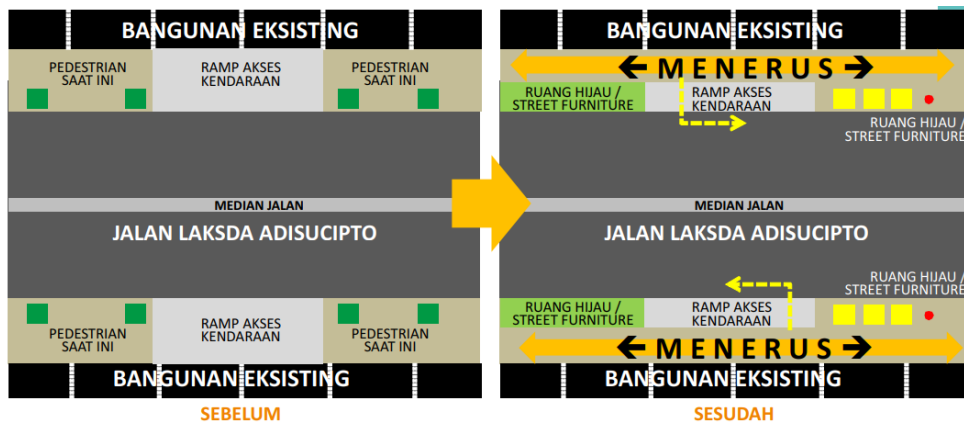 BANGUNAN EKSISTING
PEDESTRIAN
SAAT INI
RAMP AKSES
KENDARAAN
PEDESTRIAN
SAAT INI
MEDIAN JALAN
JALAN LAKSDA ADISUCIPTO
PEDESTRIAN
SAAT INI
RAMP AKSES
KENDARAAN
PEDESTRIAN
SAAT INI
BANGUNAN EKSISTING
SEBELUM
BANGUNAN EKSISTING
← MENERUS →
RUANG HIJAU /
STREET FURNITURE
RAMP AKSES
KENDARAAN
RUANG HIJAU /
STREET FURNITURE
MEDIAN JALAN
JALAN LAKSDA ADISUCIPTO
RUANG HIJAU /
STREET FURNITURE
RUANG HIJAU /
STREET FURNITURE
RAMP AKSES
KENDARAAN
← MENERUS →
BANGUNAN EKSISTING
SESUDAH